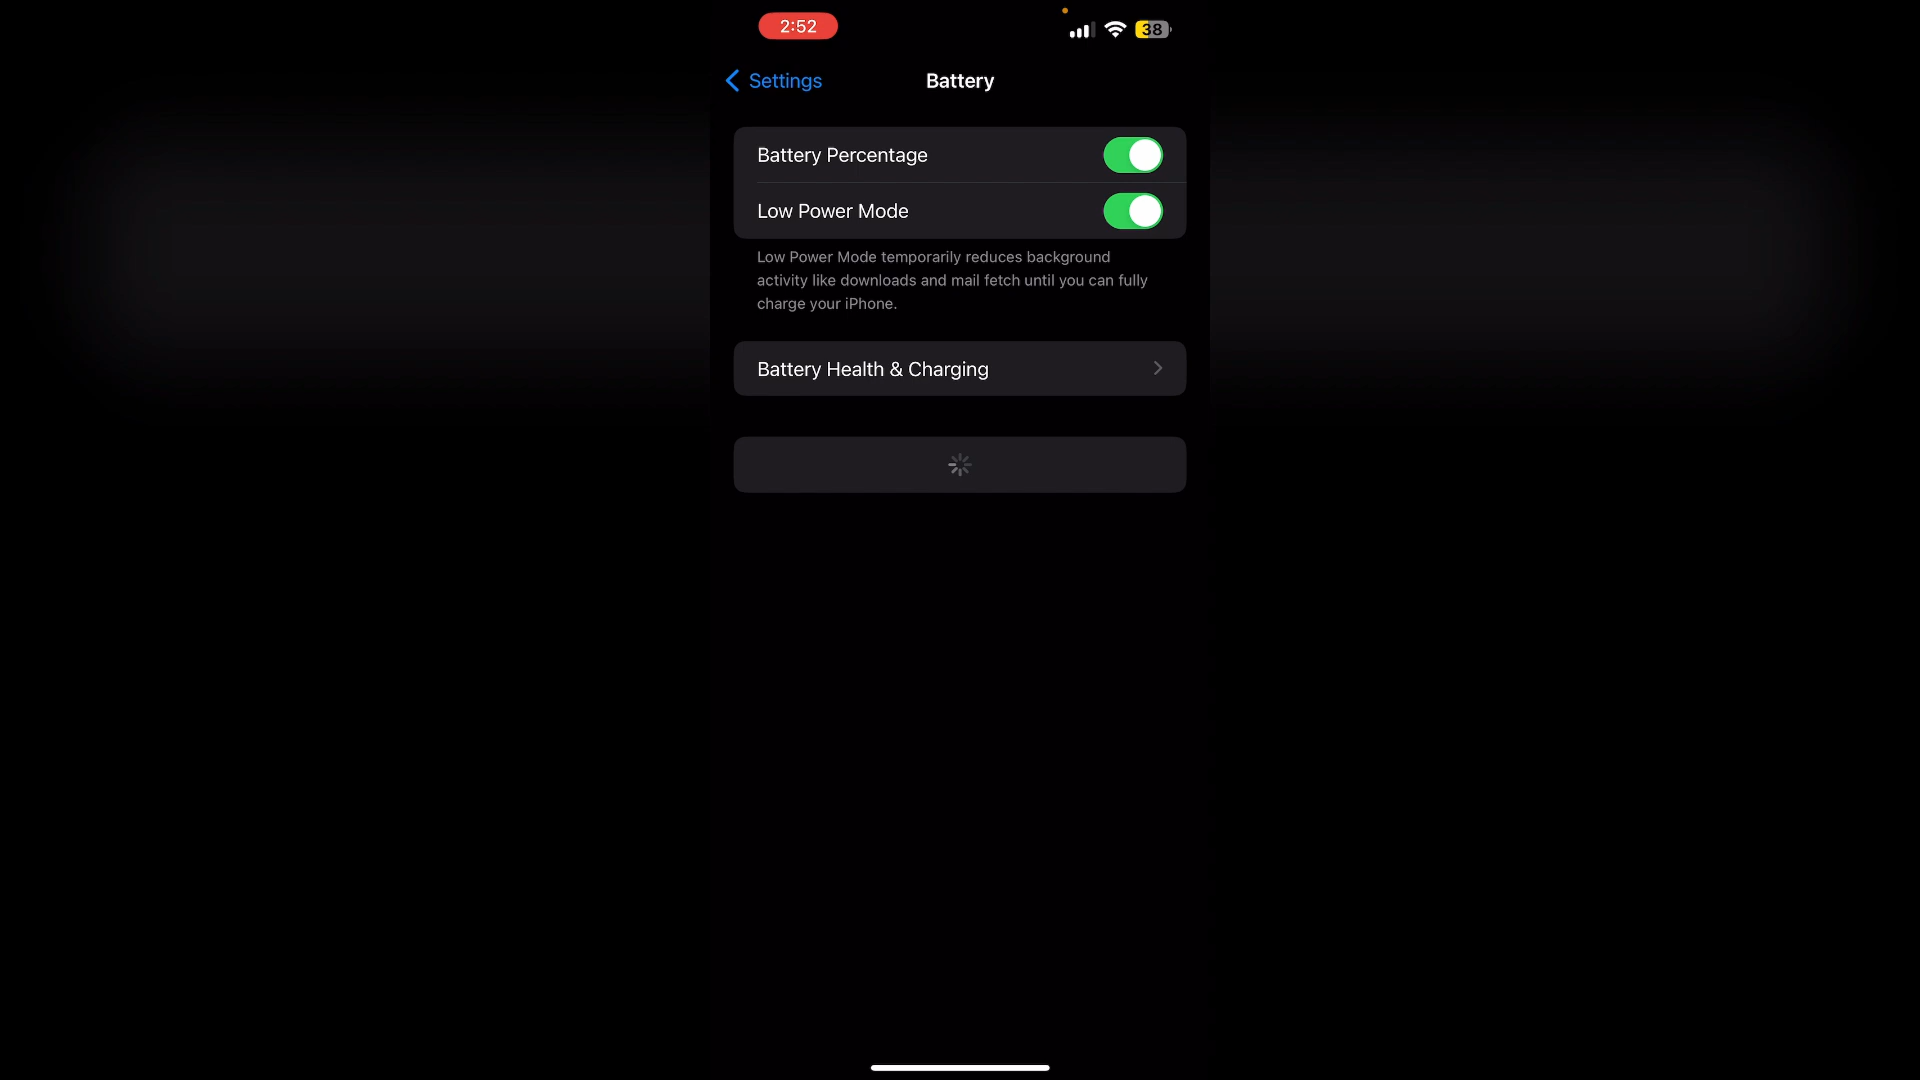 2:52
38
Settings
Battery
Battery Percentage
Low Power Mode
Low Power Mode temporarily reduces background
activity like downloads and mail fetch until you can fully
charge your iPhone.
Battery Health & Charging